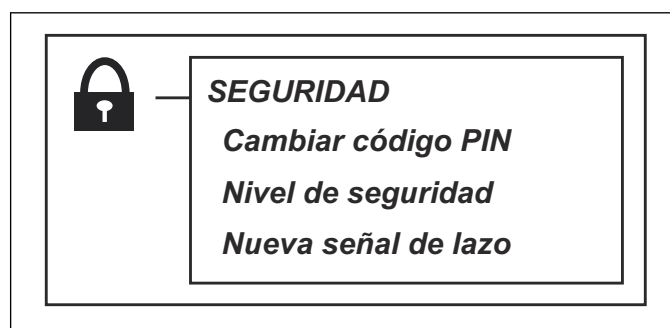 SEGURIDAD
Cambiar código PIN
Nivel de seguridad
Nueva señal de lazo